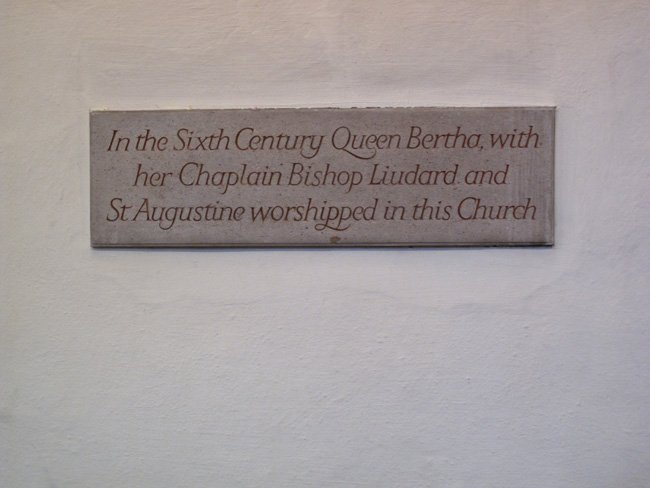 In the Sixth Century Queen Bertha, with
her Chaplain Bishop Liudard and
St Augustine worshipped in this Church